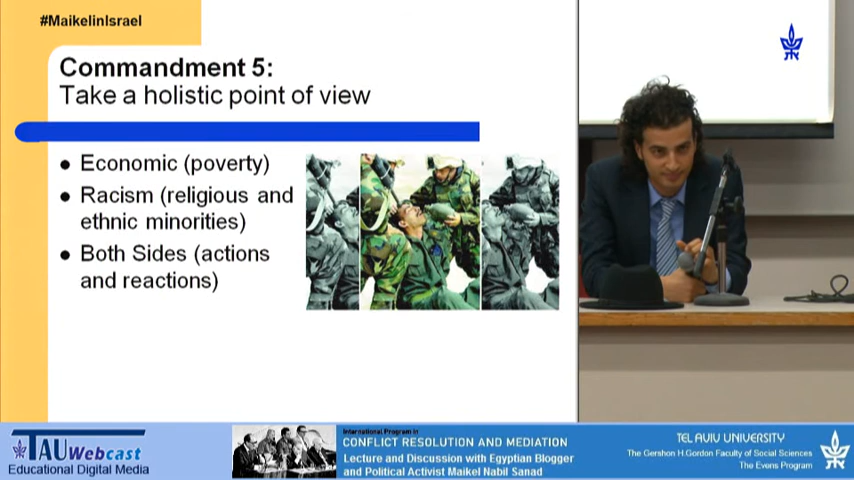 #MaikelinIsrael
Commandment 5:
Take a holistic point of view
● Economic (poverty)
● Racism (religious and
ethnic minorities)
● Both Sides (actions
and reactions)
TAU Webcast
Educational Digital Media
International Program in
CONFLICT RESOLUTION AND MEDIATION
Lecture and Discussion with Egyptian Blogger
and Political Activist Maikel Nabil Sanad
TEL AVIV UNIVERSITY
The Gershon H.Gordon Faculty of Social Sciences
The Evens Program